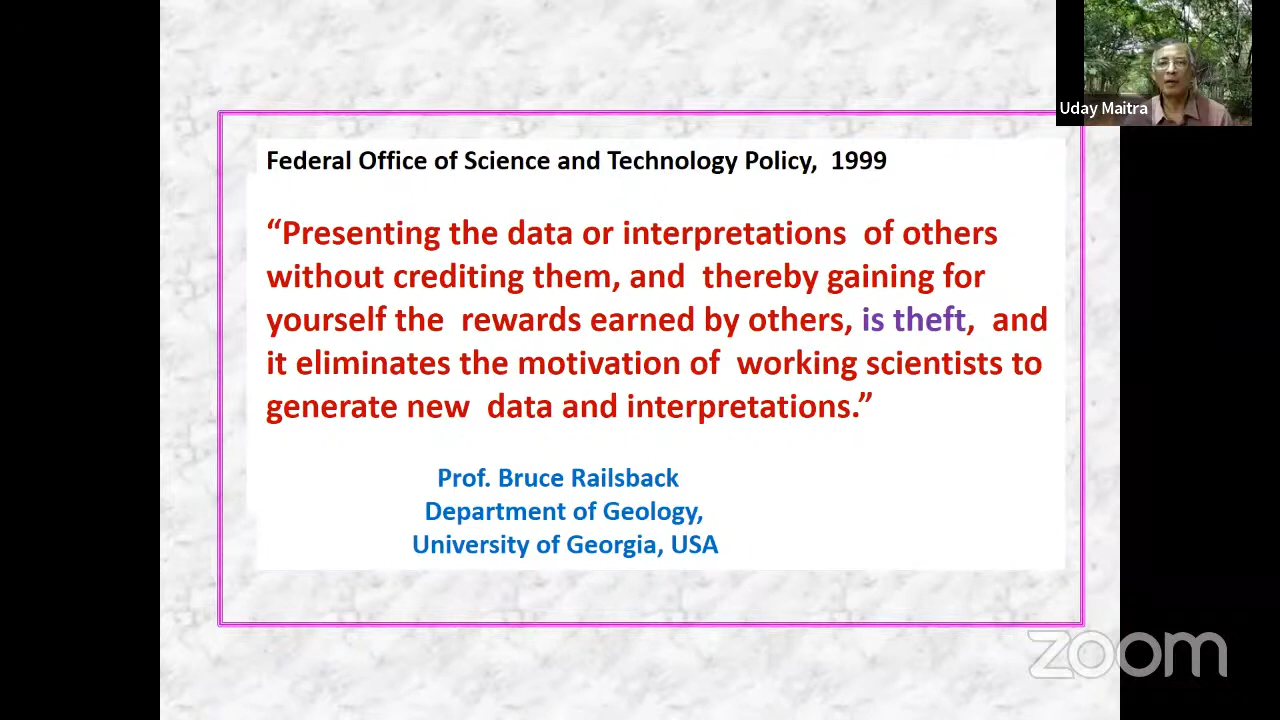 Uday Maitra
Federal Office of Science and Technology Policy, 1999
“Presenting the data or interpretations of others
without crediting them, and thereby gaining for
yourself the rewards earned by others, is theft, and
it eliminates the motivation of working scientists to
generate new data and interpretations.”
Prof. Bruce Railsback
Department of Geology,
University of Georgia, USA
zoom